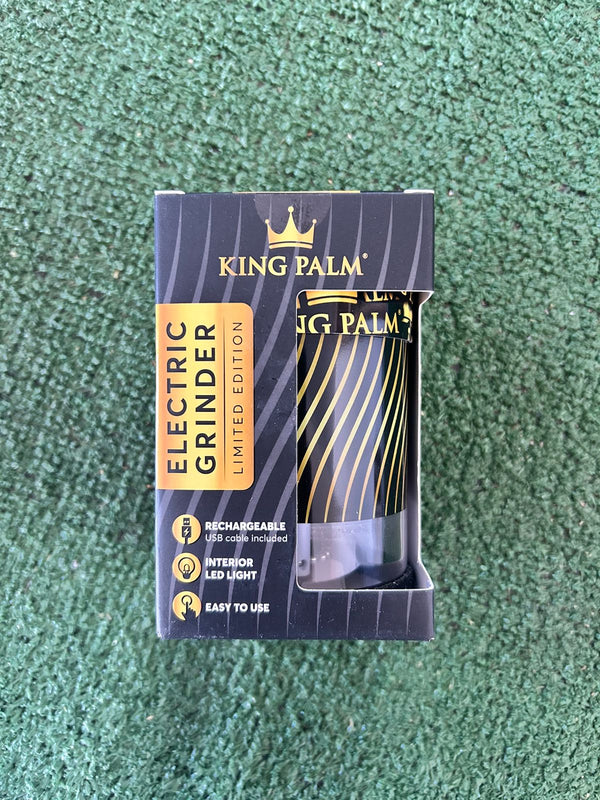 KING PALM®
NG PALM®
ELECTRIC
GRINDER
LIMITED EDITION
RECHARGEABLE
USB cable included
INTERIOR
LED LIGHT
EASY TO USE